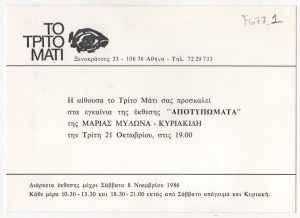 ΤΟ
ΤΡΙΤΟ
ΜΑΤΙ
Ξενοκράτους 33 - 106 76 Αθήνα - Τηλ. 72 29 733
Η αίθουσα το Τρίτο Μάτι σας προσκαλεί
στα εγκαίνια της έκθεσης "ΑΠΟΤΥΠΩΜΑΤΑ"
της ΜΑΡΙΑΣ ΜΥΛΩΝΑ - ΚΥΡΙΑΚΙΔΗ
την Τρίτη 21 Οκτωβρίου, στις 19.00
Διάρκεια έκθεσης μέχρι Σάββατο 8 Νοεμβρίου 1986
Κάθε μέρα 10.30 - 13.30 και 18.30 - 21.00 εκτός από Σάββατο απόγευμα και Κυριακή.